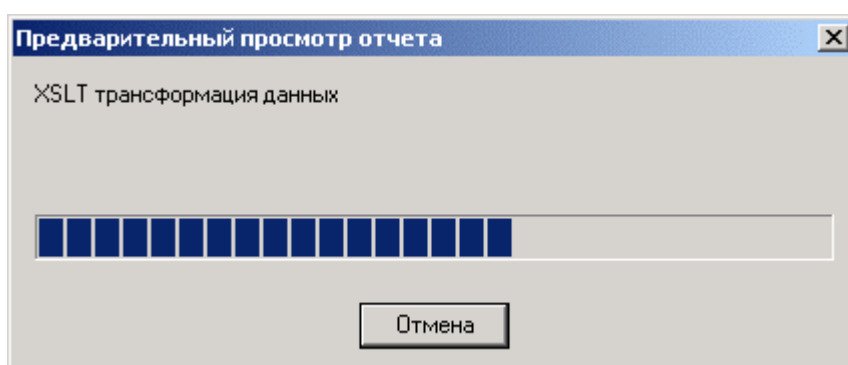 Предварительный просмотр отчета
XSLT трансформация данных
Отмена